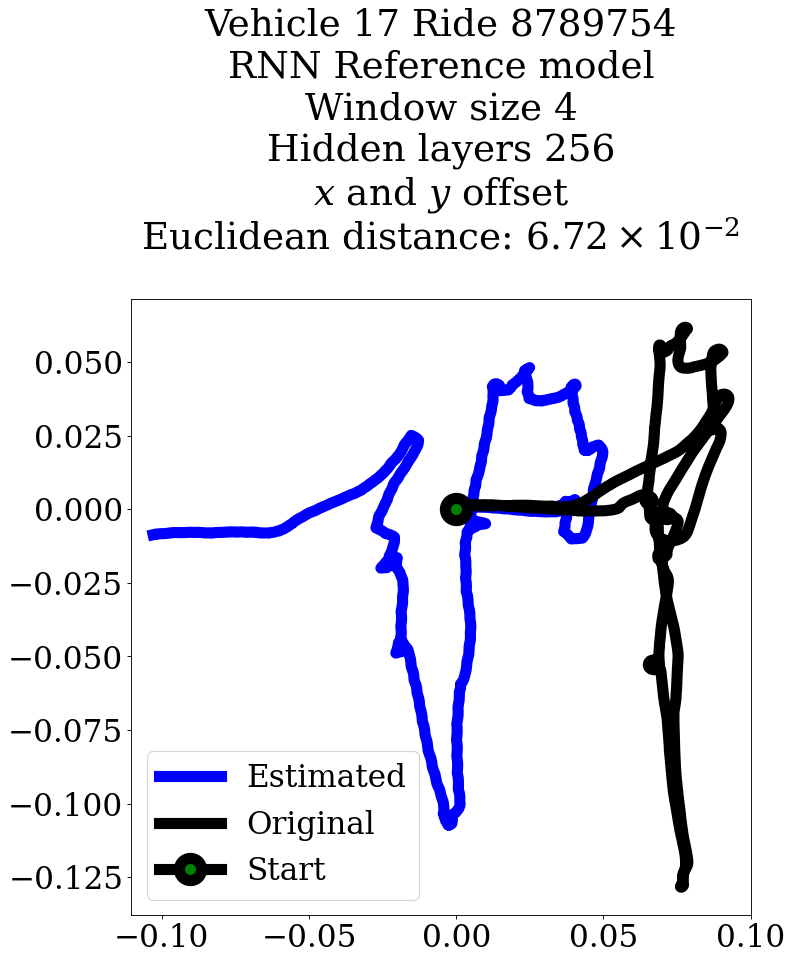 Vehicle 17 Ride 8789754
RNN Reference model
Window size 4
Hidden layers 256
x and y offset
Euclidean distance: 6.72 × 10⁻²
0.050
0.025
0.000
−0.025
−0.050
−0.075
−0.100
−0.125
Estimated
Original
Start
−0.10
−0.05
0.00
0.05
0.10